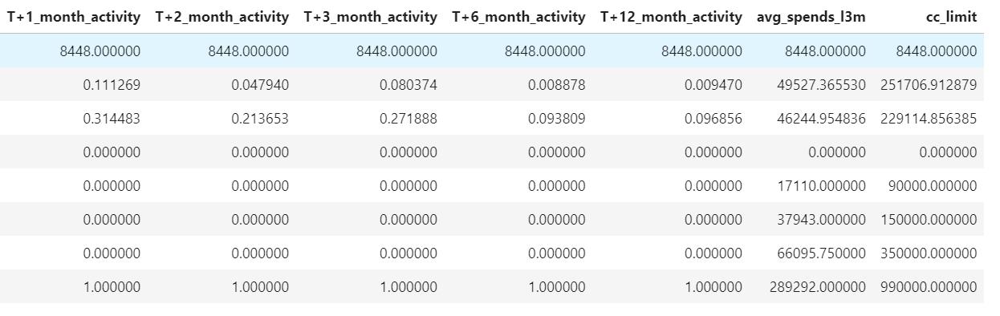 T+1_month_activity T+2_month_activity T+3_month_activity T+6_month_activity T+12_month_activity avg_spends_l3m cc_limit
8448.000000 8448.000000 8448.000000 8448.000000 8448.000000 8448.000000 8448.000000
0.111269 0.047940 0.080374 0.008878 0.009470 49527.365530 251706.912879
0.314483 0.213653 0.271888 0.093809 0.096856 46244.954836 229114.856385
0.000000 0.000000 0.000000 0.000000 0.000000 0.000000 0.000000
0.000000 0.000000 0.000000 0.000000 0.000000 17110.000000 90000.000000
0.000000 0.000000 0.000000 0.000000 0.000000 37943.000000 150000.000000
0.000000 0.000000 0.000000 0.000000 0.000000 66095.750000 350000.000000
1.000000 1.000000 1.000000 1.000000 1.000000 289292.000000 990000.000000